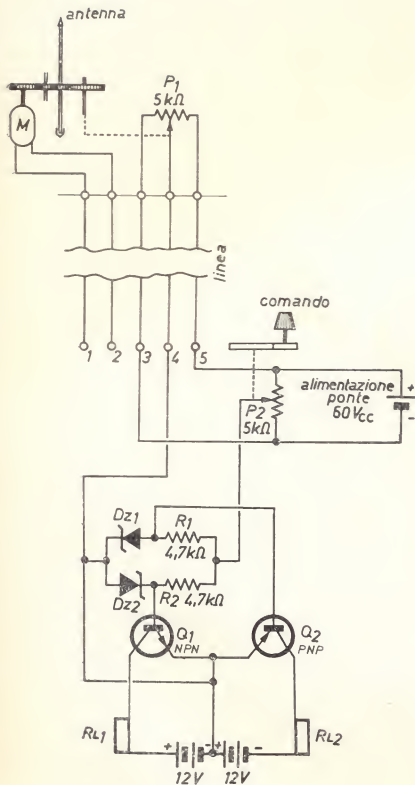 antenna
P1
5kΩ
M
linea
1 2 3 4 5
comando
P2
5kΩ
alimentazione
ponte
60Vcc
+
-
Dz1
R1
4,7kΩ
Dz2
R2 4,7kΩ
Q1
NPN
Q2
PNP
RL1
RL2
+ - + -
12V 12V